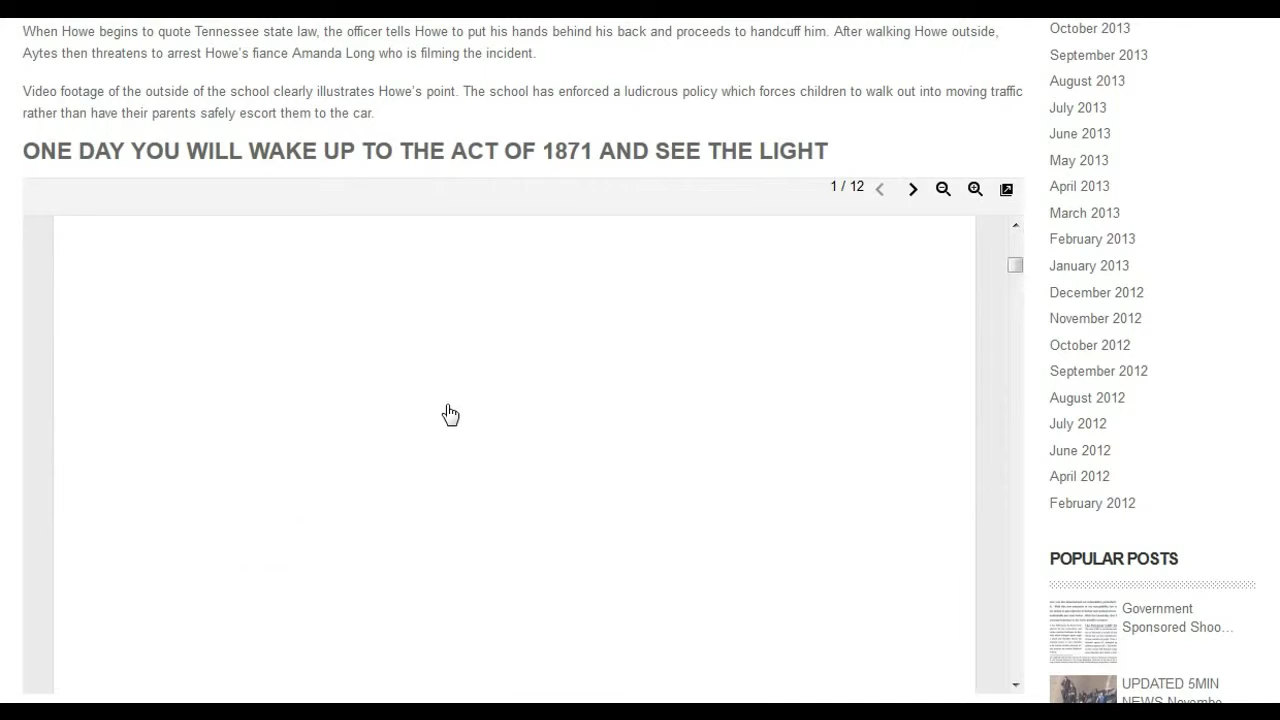 When Howe begins to quote Tennessee state law, the officer tells Howe to put his hands behind his back and proceeds to handcuff him. After walking Howe outside,
Aytes then threatens to arrest Howe's fiance Amanda Long who is filming the incident.
Video footage of the outside of the school clearly illustrates Howe's point. The school has enforced a ludicrous policy which forces children to walk out into moving traffic
rather than have their parents safely escort them to the car.
ONE DAY YOU WILL WAKE UP TO THE ACT OF 1871 AND SEE THE LIGHT
1 / 12
October 2013
September 2013
August 2013
July 2013
June 2013
May 2013
April 2013
March 2013
February 2013
January 2013
December 2012
November 2012
October 2012
September 2012
August 2012
July 2012
June 2012
April 2012
February 2012
POPULAR POSTS
Government
Sponsored Shoo...
UPDATED 5MIN
NEWS Novembe